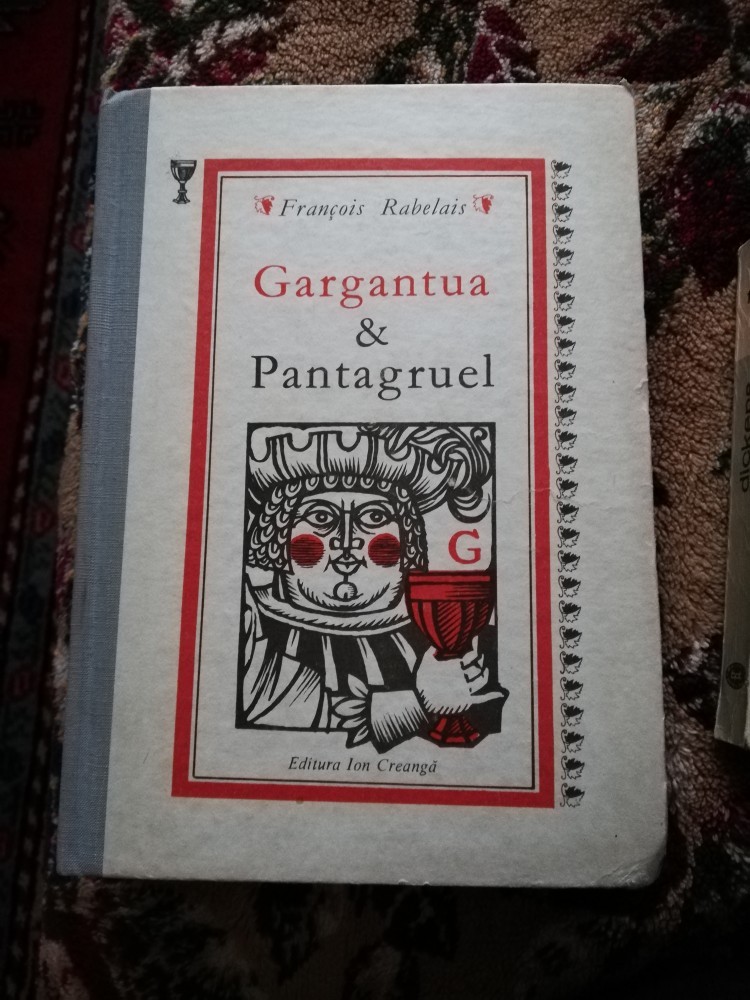 François Rabelais
Gargantua
&
Pantagruel
G
Editura Ion Creangă